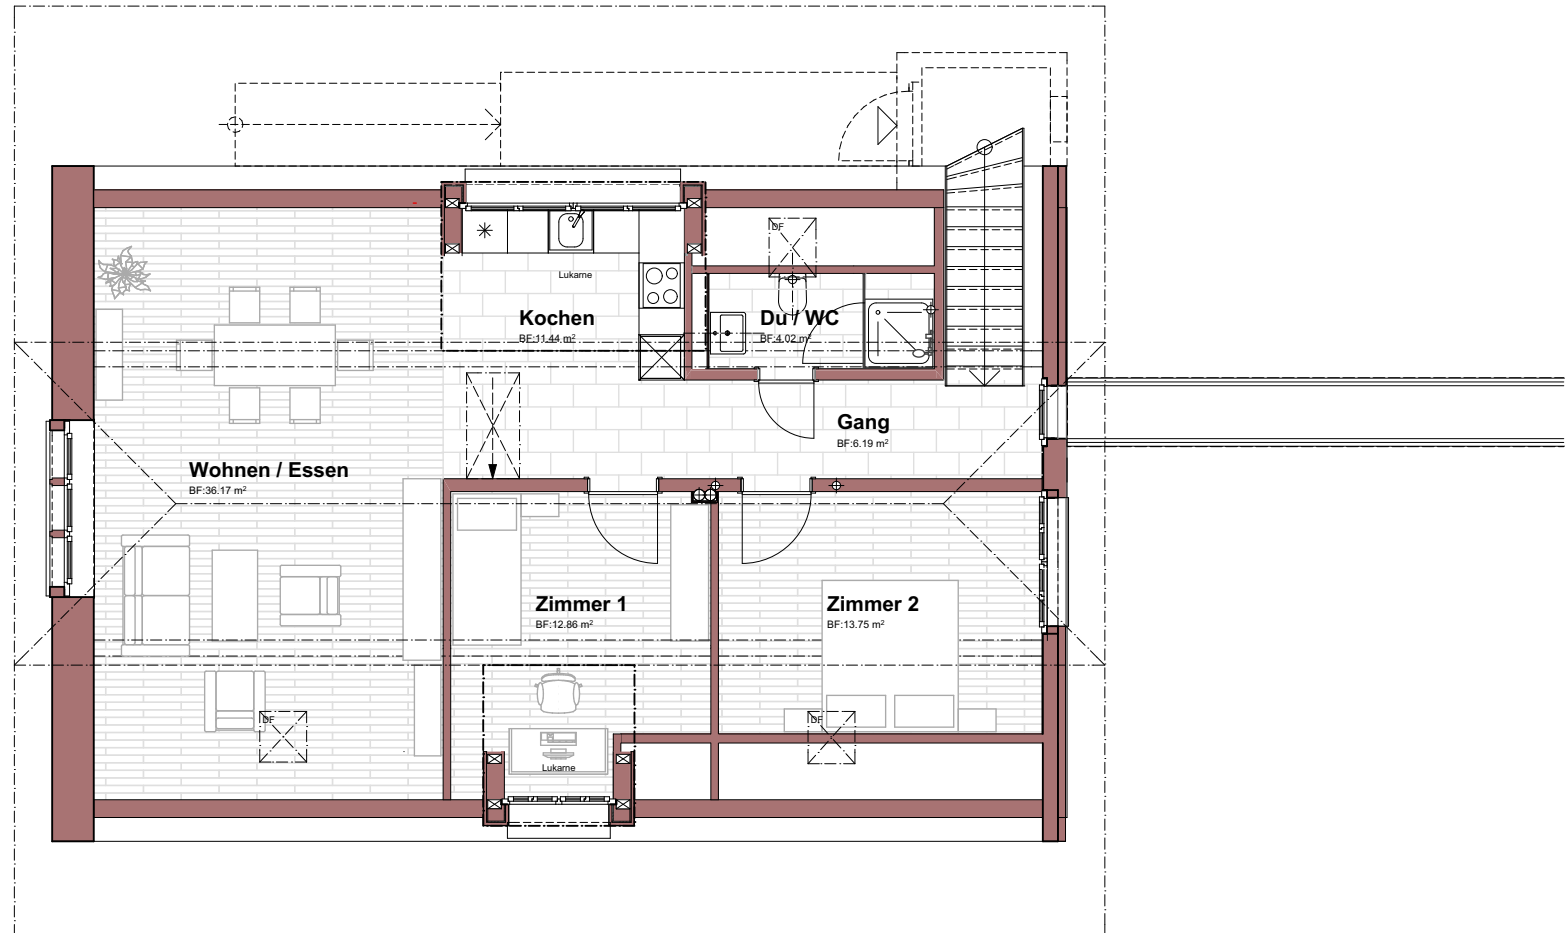 DF
Lukarne
Kochen
BF:11.44 m²
Du / WC
BF:4.02 m²
Gang
BF:6.19 m²
Wohnen / Essen
BF:36.17 m²
Zimmer 1
BF:12.86 m²
Zimmer 2
BF:13.75 m²
DF
DF
Lukarne